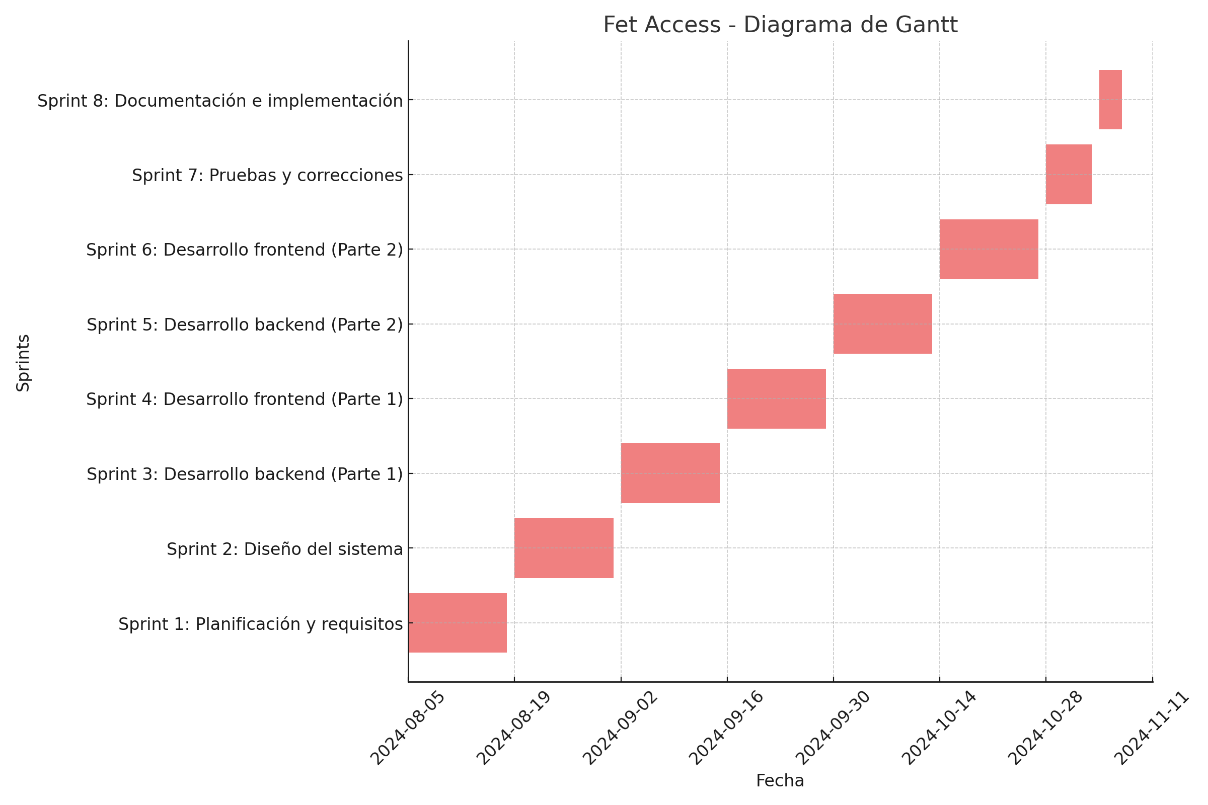 Fet Access - Diagrama de Gantt
Sprint 8: Documentación e implementación
Sprint 7: Pruebas y correcciones
Sprint 6: Desarrollo frontend (Parte 2)
Sprint 5: Desarrollo backend (Parte 2)
Sprint 4: Desarrollo frontend (Parte 1)
Sprint 3: Desarrollo backend (Parte 1)
Sprint 2: Diseño del sistema
Sprint 1: Planificación y requisitos
Sprints
2024-08-05
2024-08-19
2024-09-02
2024-09-16
2024-09-30
2024-10-14
2024-10-28
2024-11-11
Fecha